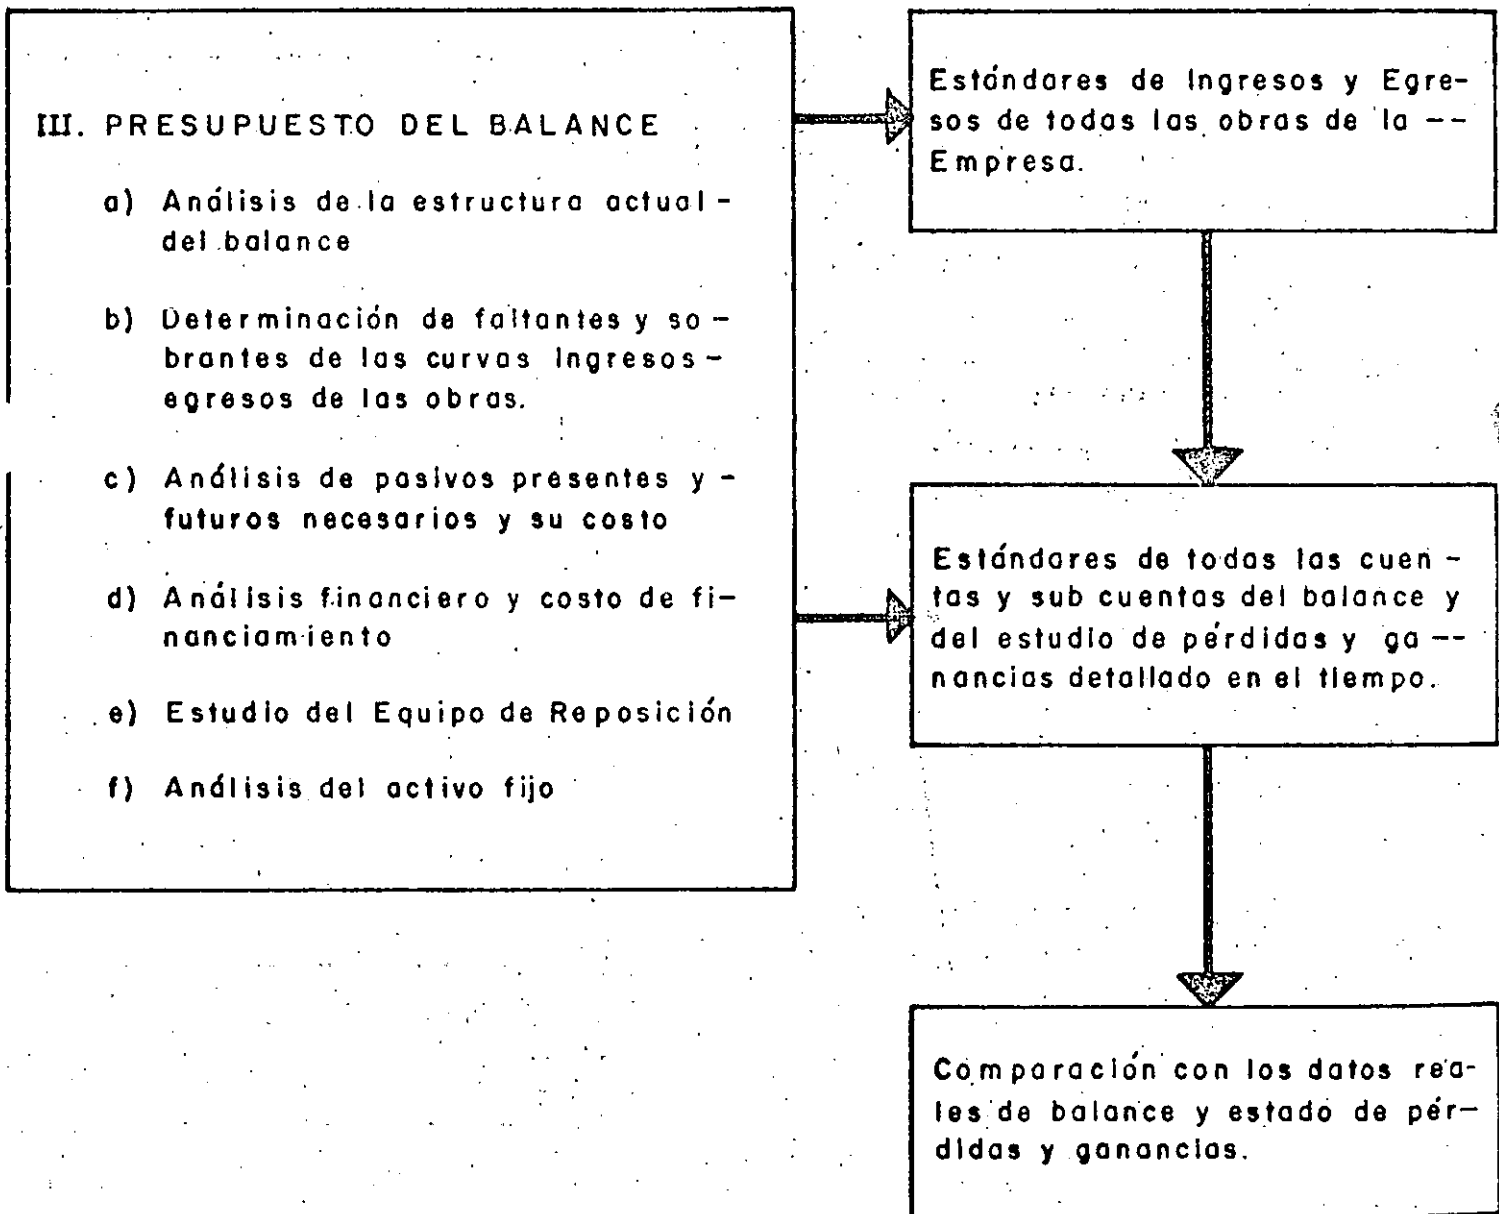 III. PRESUPUESTO DEL BALANCE
a) Análisis de la estructura actual -
del balance
b) Determinación de faltantes y so -
brantes de las curvas Ingresos -
egresos de las obras.
c) Análisis de pasivos presentes y -
futuros necesarios y su costo
d) Análisis financiero y costo de fi-
nanciamiento
e) Estudio del Equipo de Reposición
f) Análisis del activo fijo
Estándares de Ingresos y Egre-
sos de todas las obras de la --
Empresa.
Estándares de todas las cuen -
tas y sub cuentas del balance y
del estudio de pérdidas y ga --
nancias detallado en el tiempo.
Comparación con los datos rea-
les de balance y estado de pér-
didas y ganancias.